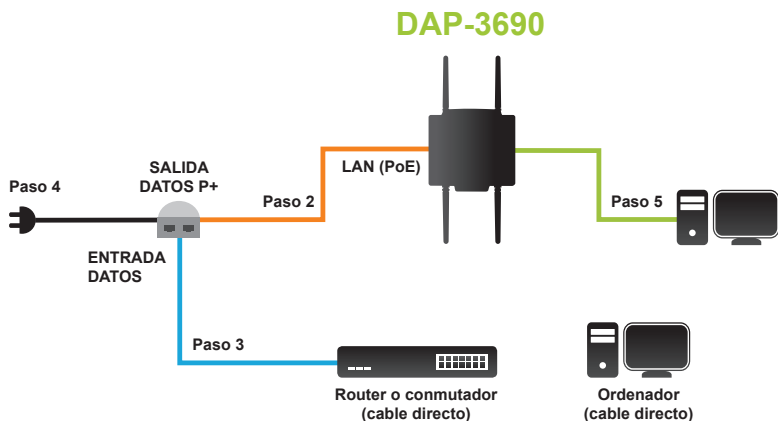 DAP-3690
SALIDA
DATOS P+
LAN (PoE)
Paso 4
Paso 2
Paso 5
ENTRADA
DATOS
Paso 3
Router o conmutador
(cable directo)
Ordenador
(cable directo)